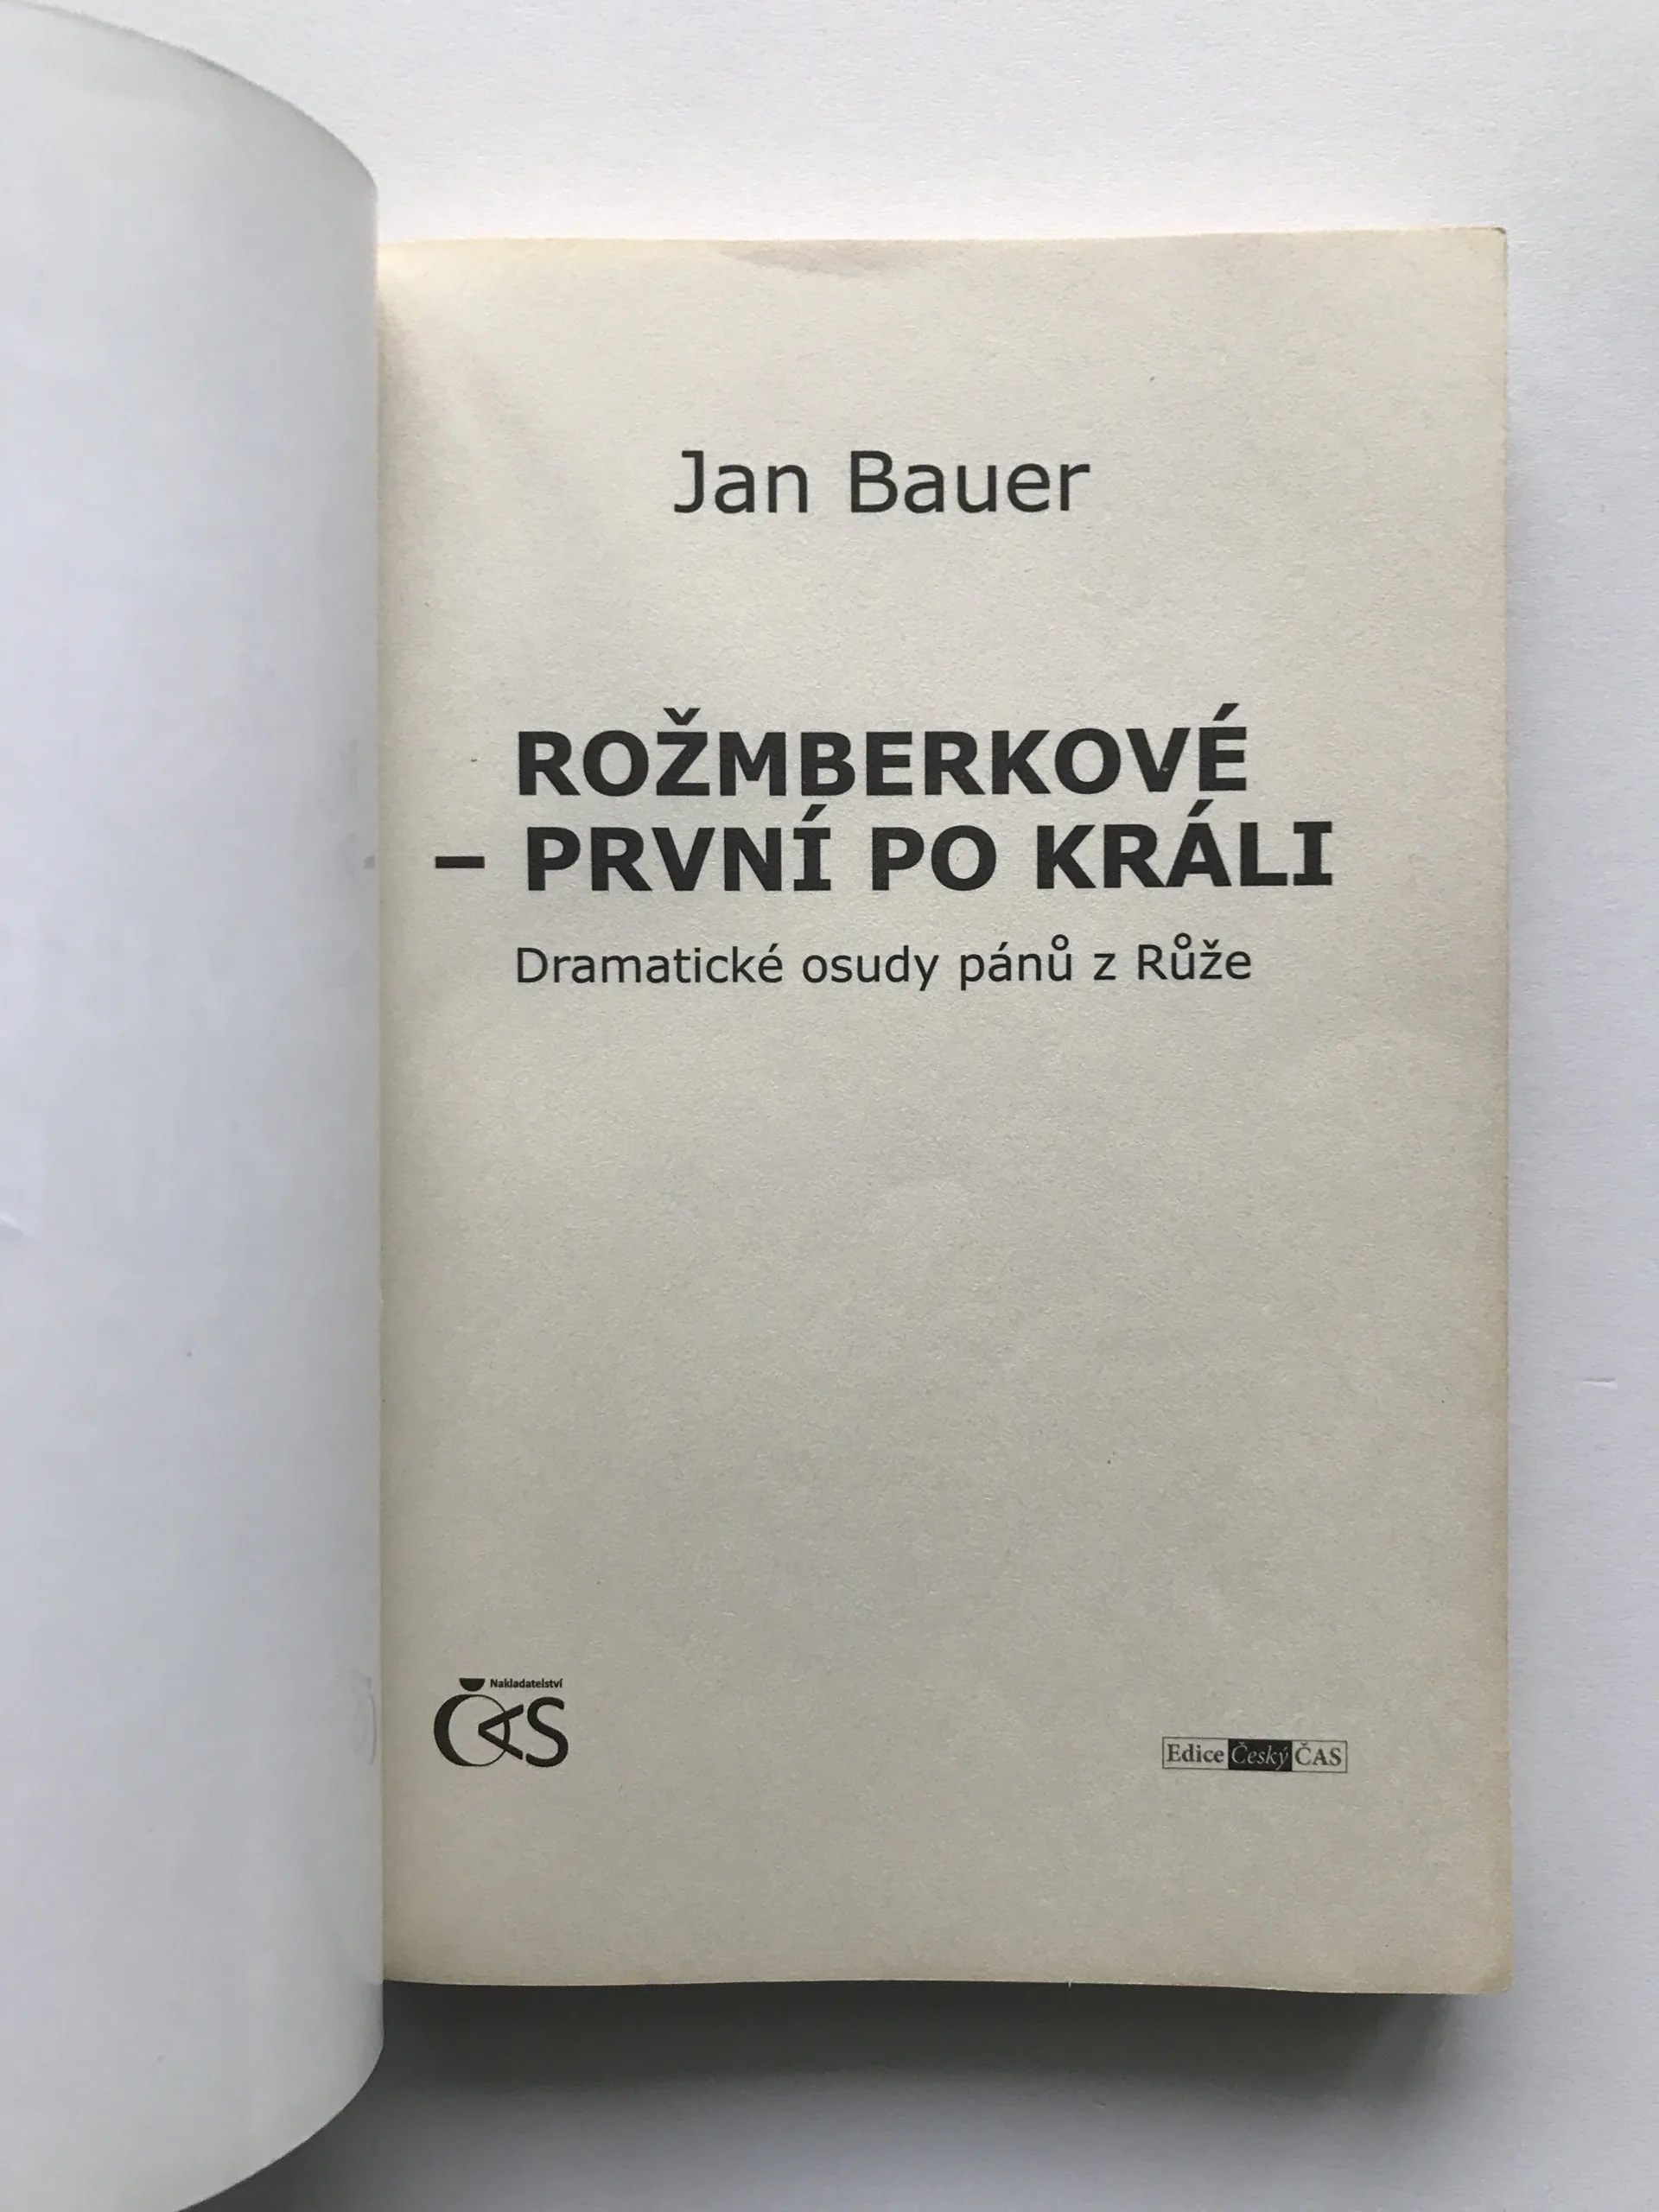 Jan Bauer
ROŽMBERKOVÉ
– PRVNÍ PO KRÁLI
Dramatické osudy pánů z Růže
Nakladatelství
ČAS
Edice Český ČAS